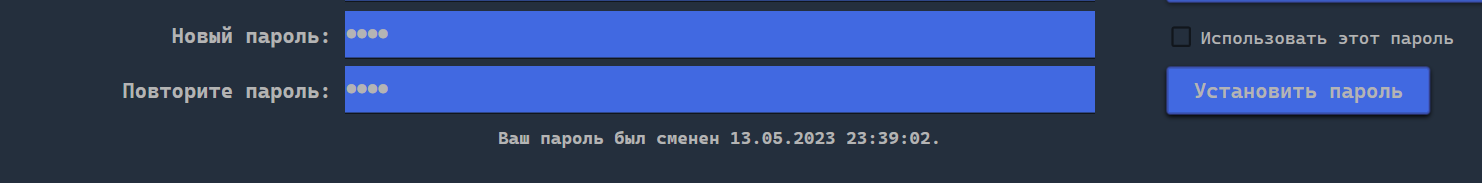 Новый пароль: ●●●● Использовать этот пароль
Повторите пароль: ●●●● Установить пароль
Ваш пароль был сменен 13.05.2023 23:39:02.